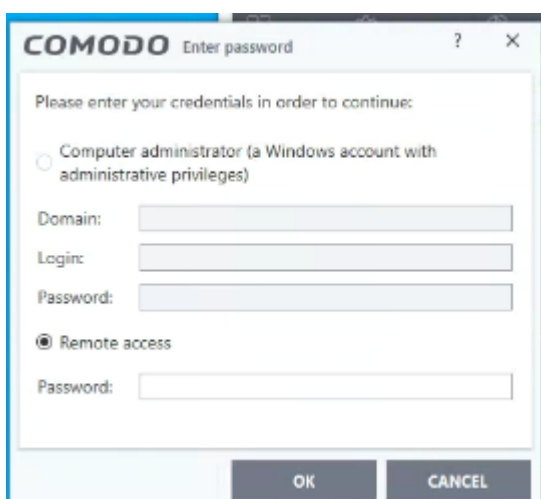 COMODO Enter password ? ×
Please enter your credentials in order to continue:
Computer administrator (a Windows account with
administrative privileges)
Domain:
Login:
Password:
Remote access
Password:
OK CANCEL